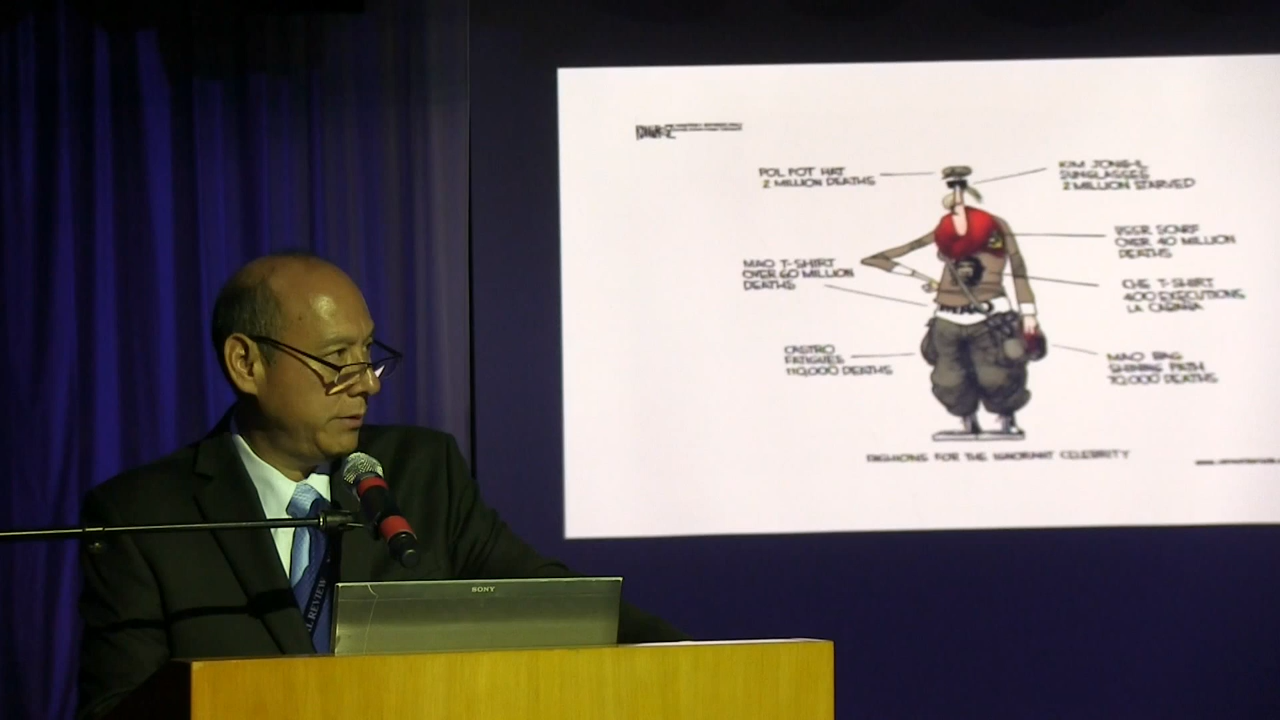 POL POT HAT
2 MILLION DEATHS
KIM JONG-IL
SUNGLASSES
2 MILLION STARVED
USSR SCARF
OVER 40 MILLION
DEATHS
MAO T-SHIRT
OVER 60 MILLION
DEATHS
CHE T-SHIRT
400 EXECUTIONS
LA CABAÑA
CASTRO
FATIGUES
110,000 DEATHS
MAO BAG
SHINING PATH
70,000 DEATHS
FASHIONS FOR THE IGNORANT CELEBRITY
SONY
L REVIEW